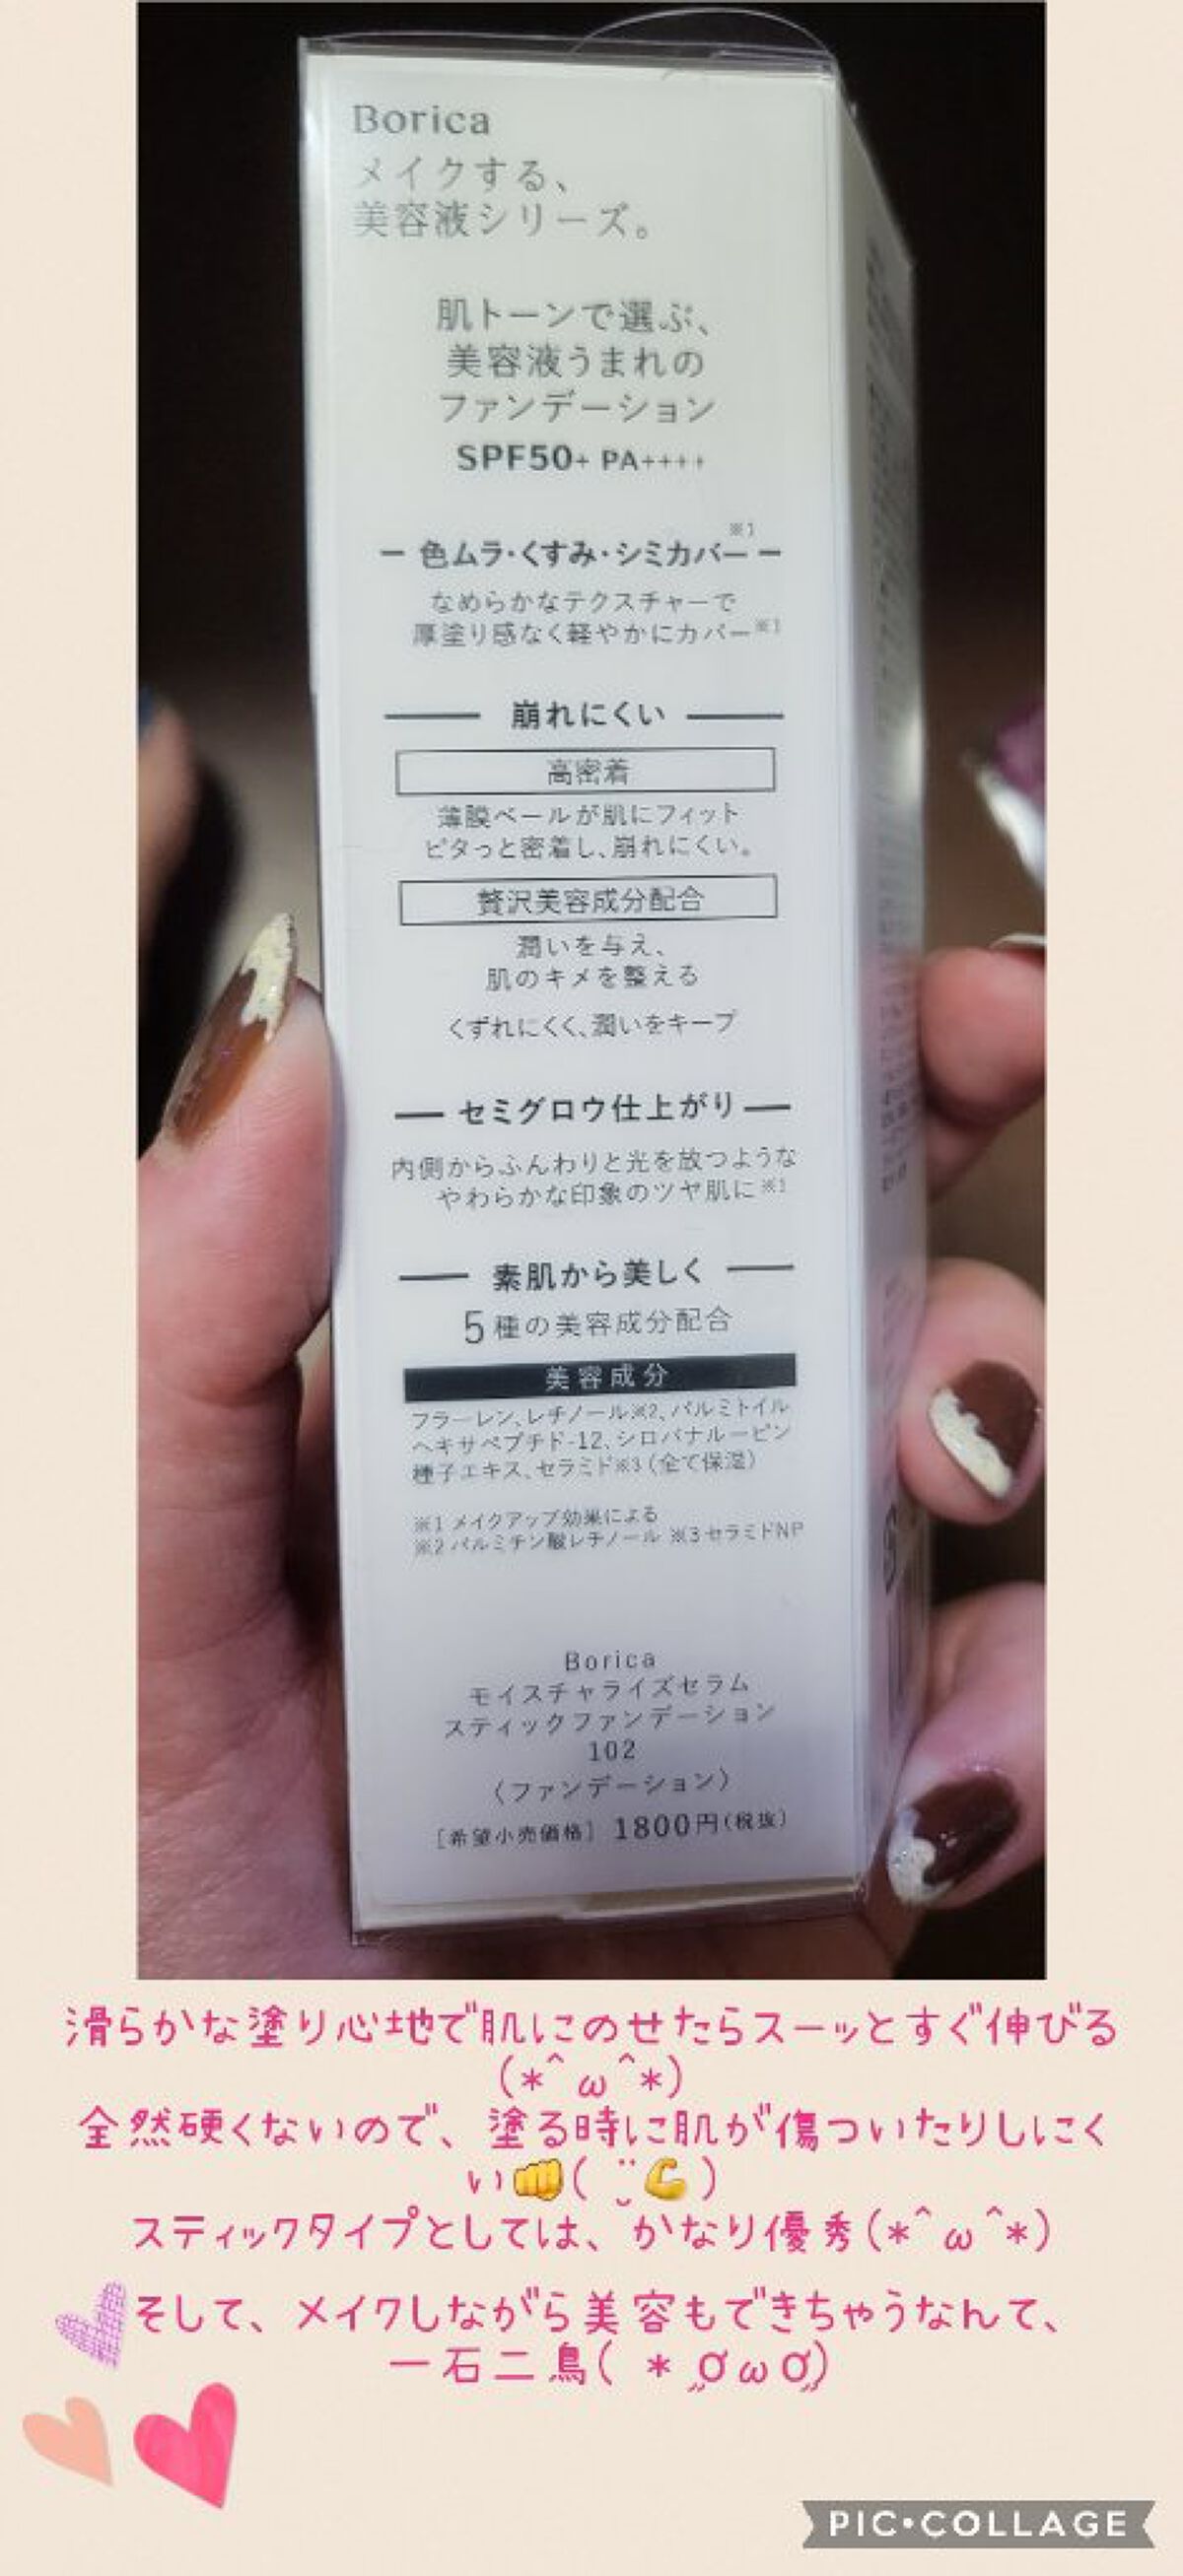 Borica
メイクする、
美容液シリーズ。
肌トーンで選ぶ、
美容液うまれの
ファンデーション
SPF50+ PA++++
色ムラ・くすみ・シミカバー※1
なめらかなテクスチャーで
厚塗り感なく軽やかにカバー※1
崩れにくい
高密着
薄膜ベールが肌にフィット
ピタっと密着し、崩れにくい。
贅沢美容成分配合
潤いを与え、
肌のキメを整える
くずれにくく、潤いをキープ
セミグロウ仕上がり
内側からふんわりと光を放つような
やわらかな印象のツヤ肌に※1
素肌から美しく
5種の美容成分配合
美容成分
フラーレン、レチノール※2、パルミトイル
ヘキサペプチド-12、シロバナルーピン
種子エキス、セラミド※3(全て保湿)
※1 メイクアップ効果による
※2 パルミチン酸レチノール ※3 セラミドNP
Borica
モイスチャライズセラム
スティックファンデーション
102
〈ファンデーション〉
[希望小売価格] 1800円(税抜)
滑らかな塗り心地で肌にのせたらスーッとすぐ伸びる
(*^ω^*)
全然硬くないので、塗る時に肌が傷ついたりしにく
い👊( ¨̮💪)
スティックタイプとしては、かなり優秀(*^ω^*)
そして、メイクしながら美容もできちゃうなんて、
一石二鳥( * ơ̴̶̷̤ω ơ̴̶̷̤)
PIC•COLLAGE